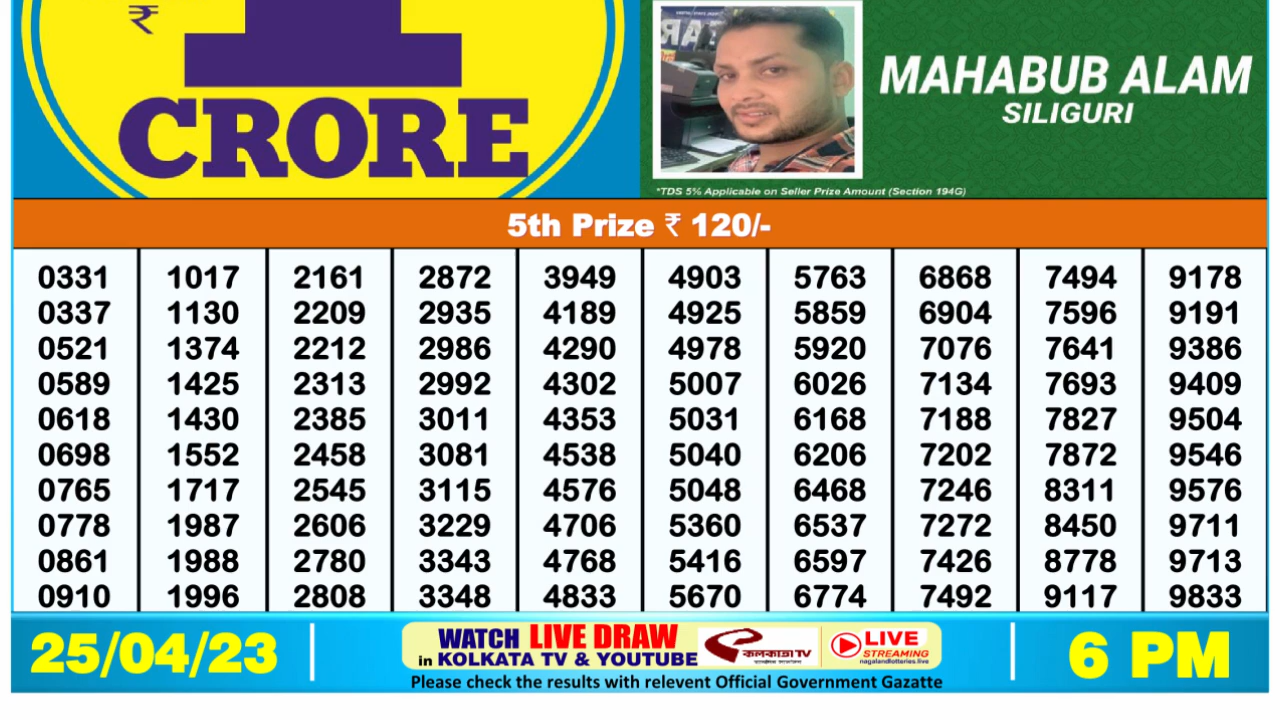 ₹
1
CRORE
MAHABUB ALAM
SILIGURI
*TDS 5% Applicable on Seller Prize Amount (Section 194G)
5th Prize ₹ 120/-
0331 1017 2161 2872 3949 4903 5763 6868 7494 9178
0337 1130 2209 2935 4189 4925 5859 6904 7596 9191
0521 1374 2212 2986 4290 4978 5920 7076 7641 9386
0589 1425 2313 2992 4302 5007 6026 7134 7693 9409
0618 1430 2385 3011 4353 5031 6168 7188 7827 9504
0698 1552 2458 3081 4538 5040 6206 7202 7872 9546
0765 1717 2545 3115 4576 5048 6468 7246 8311 9576
0778 1987 2606 3229 4706 5360 6537 7272 8450 9711
0861 1988 2780 3343 4768 5416 6597 7426 8778 9713
0910 1996 2808 3348 4833 5670 6774 7492 9117 9833
25/04/23
WATCH LIVE DRAW
in KOLKATA TV & YOUTUBE
কলকাতা TV
LIVE
STREAMING
nagalandlotteries.live
Please check the results with relevent Official Government Gazatte
6 PM